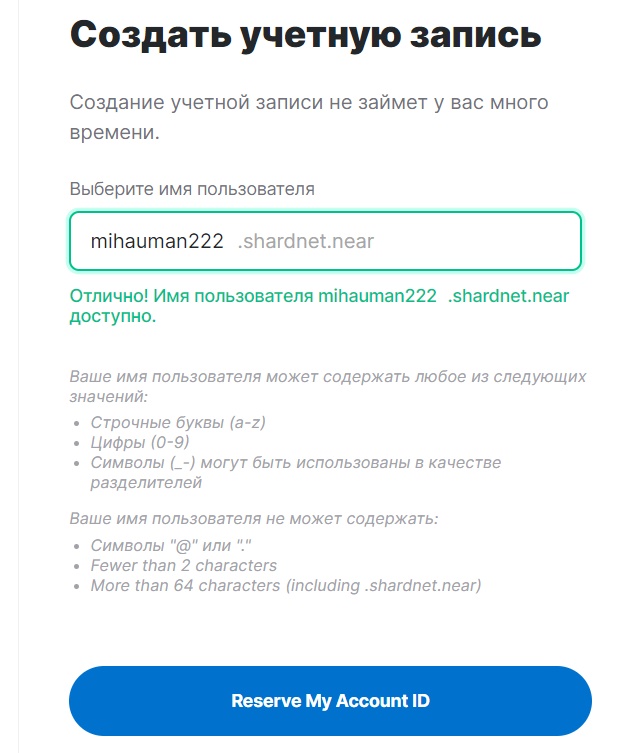 Создать учетную запись
Создание учетной записи не займет у вас много
времени.
Выберите имя пользователя
mihauman222 .shardnet.near
Отлично! Имя пользователя mihauman222 .shardnet.near
доступно.
Ваше имя пользователя может содержать любое из следующих
значений:
• Строчные буквы (a-z)
• Цифры (0-9)
• Символы (_-) могут быть использованы в качестве
разделителей
Ваше имя пользователя не может содержать:
• Символы "@" или "."
• Fewer than 2 characters
• More than 64 characters (including .shardnet.near)
Reserve My Account ID